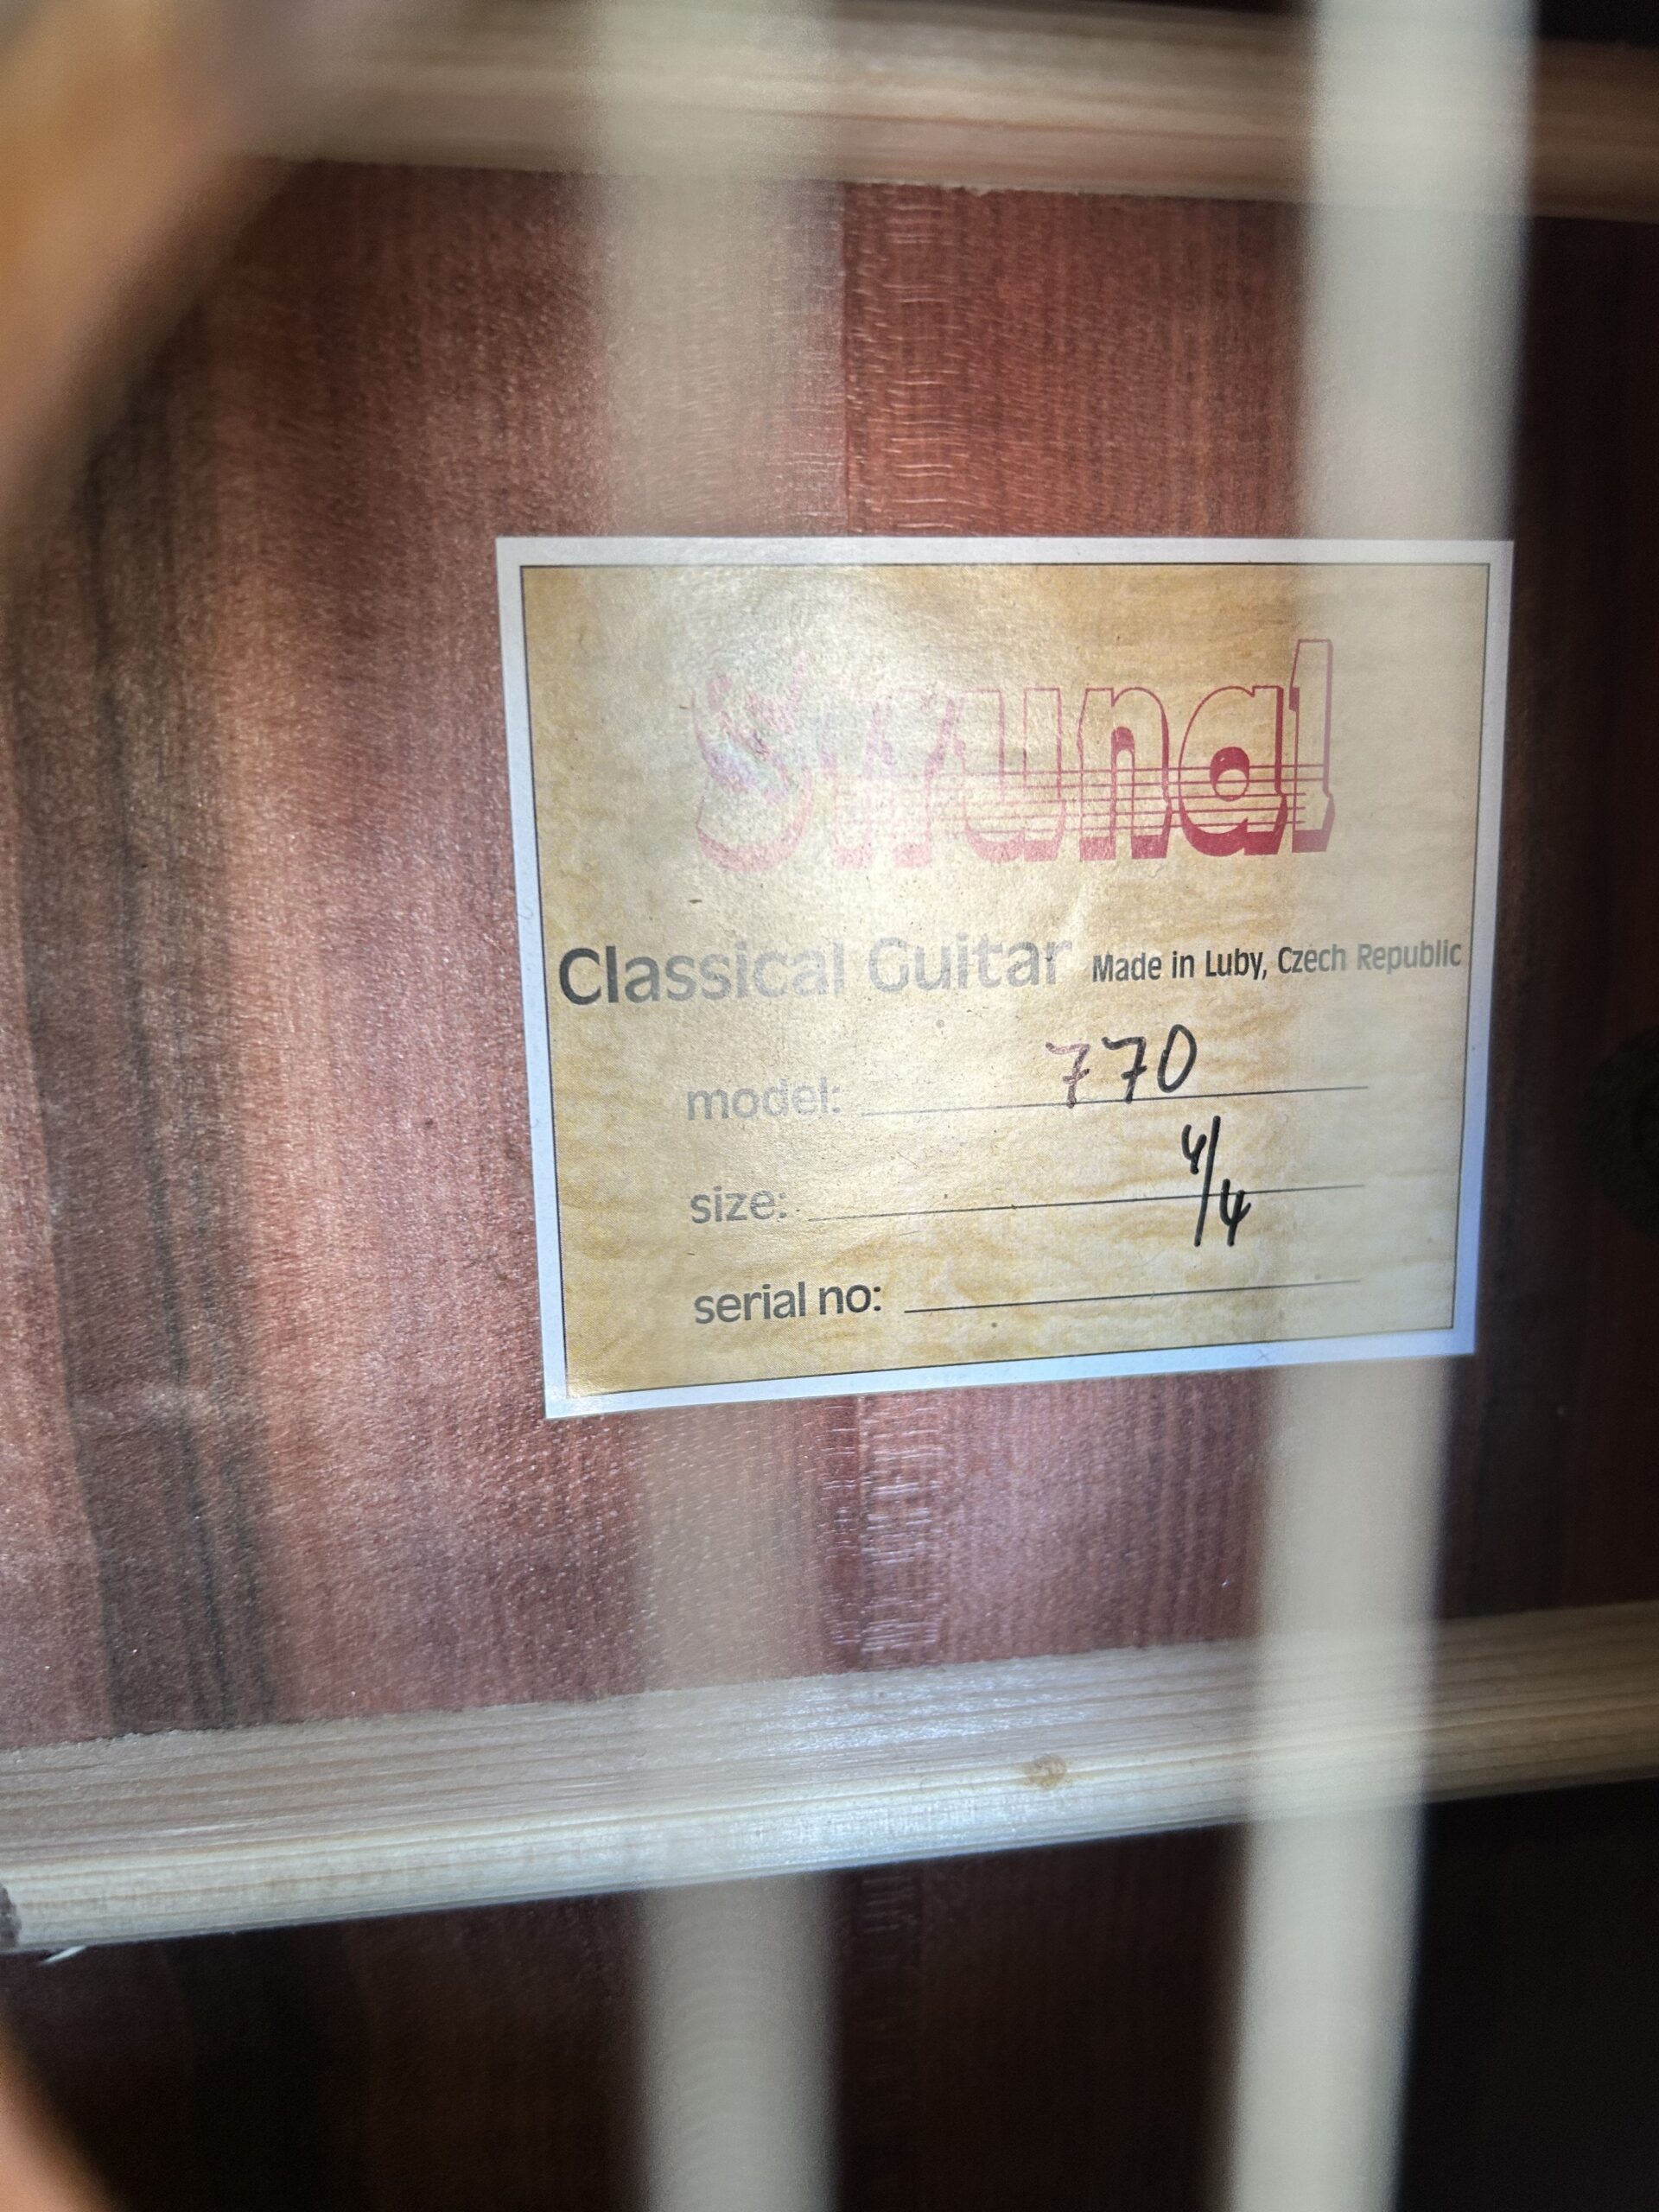 Strunal
Classical Guitar Made in Luby, Czech Republic
model: 770
size: 4/4
serial no: